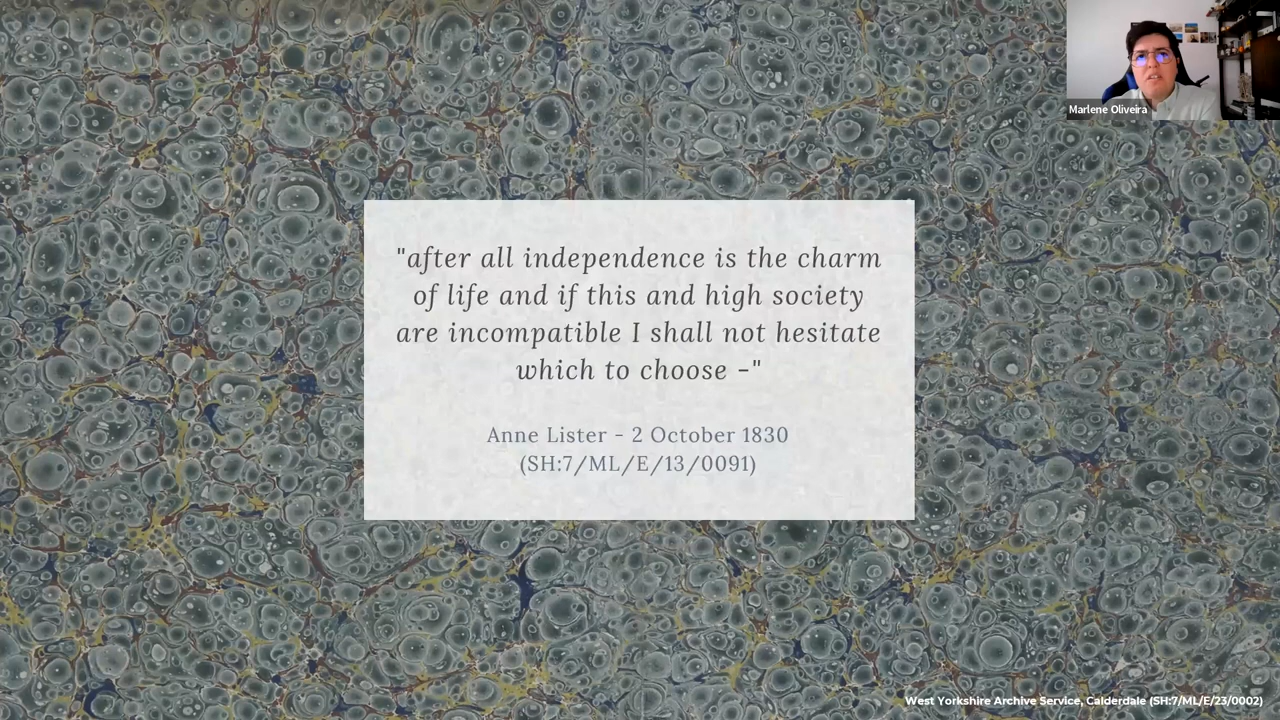 Marlene Oliveira
"after all independence is the charm
of life and if this and high society
are incompatible I shall not hesitate
which to choose -"
Anne Lister - 2 October 1830
(SH:7/ML/E/13/0091)
West Yorkshire Archive Service, Calderdale (SH:7/ML/E/23/0002)